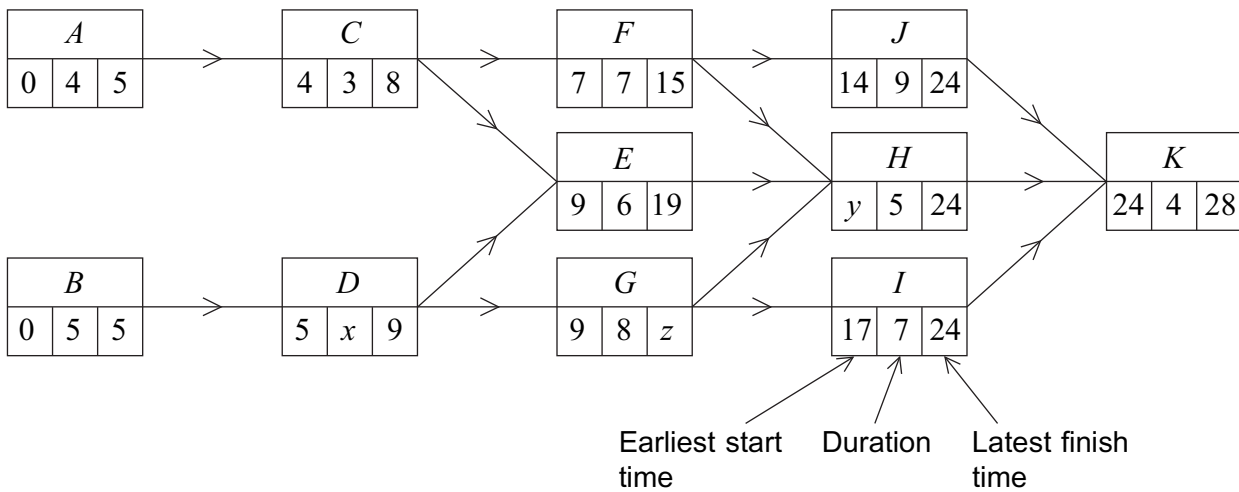 A C F J
0 4 5 4 3 8 7 7 15 14 9 24
E H K
9 6 19 y 5 24 24 4 28
B D G I
0 5 5 5 x 9 9 8 z 17 7 24
Earliest start Duration Latest finish
time time